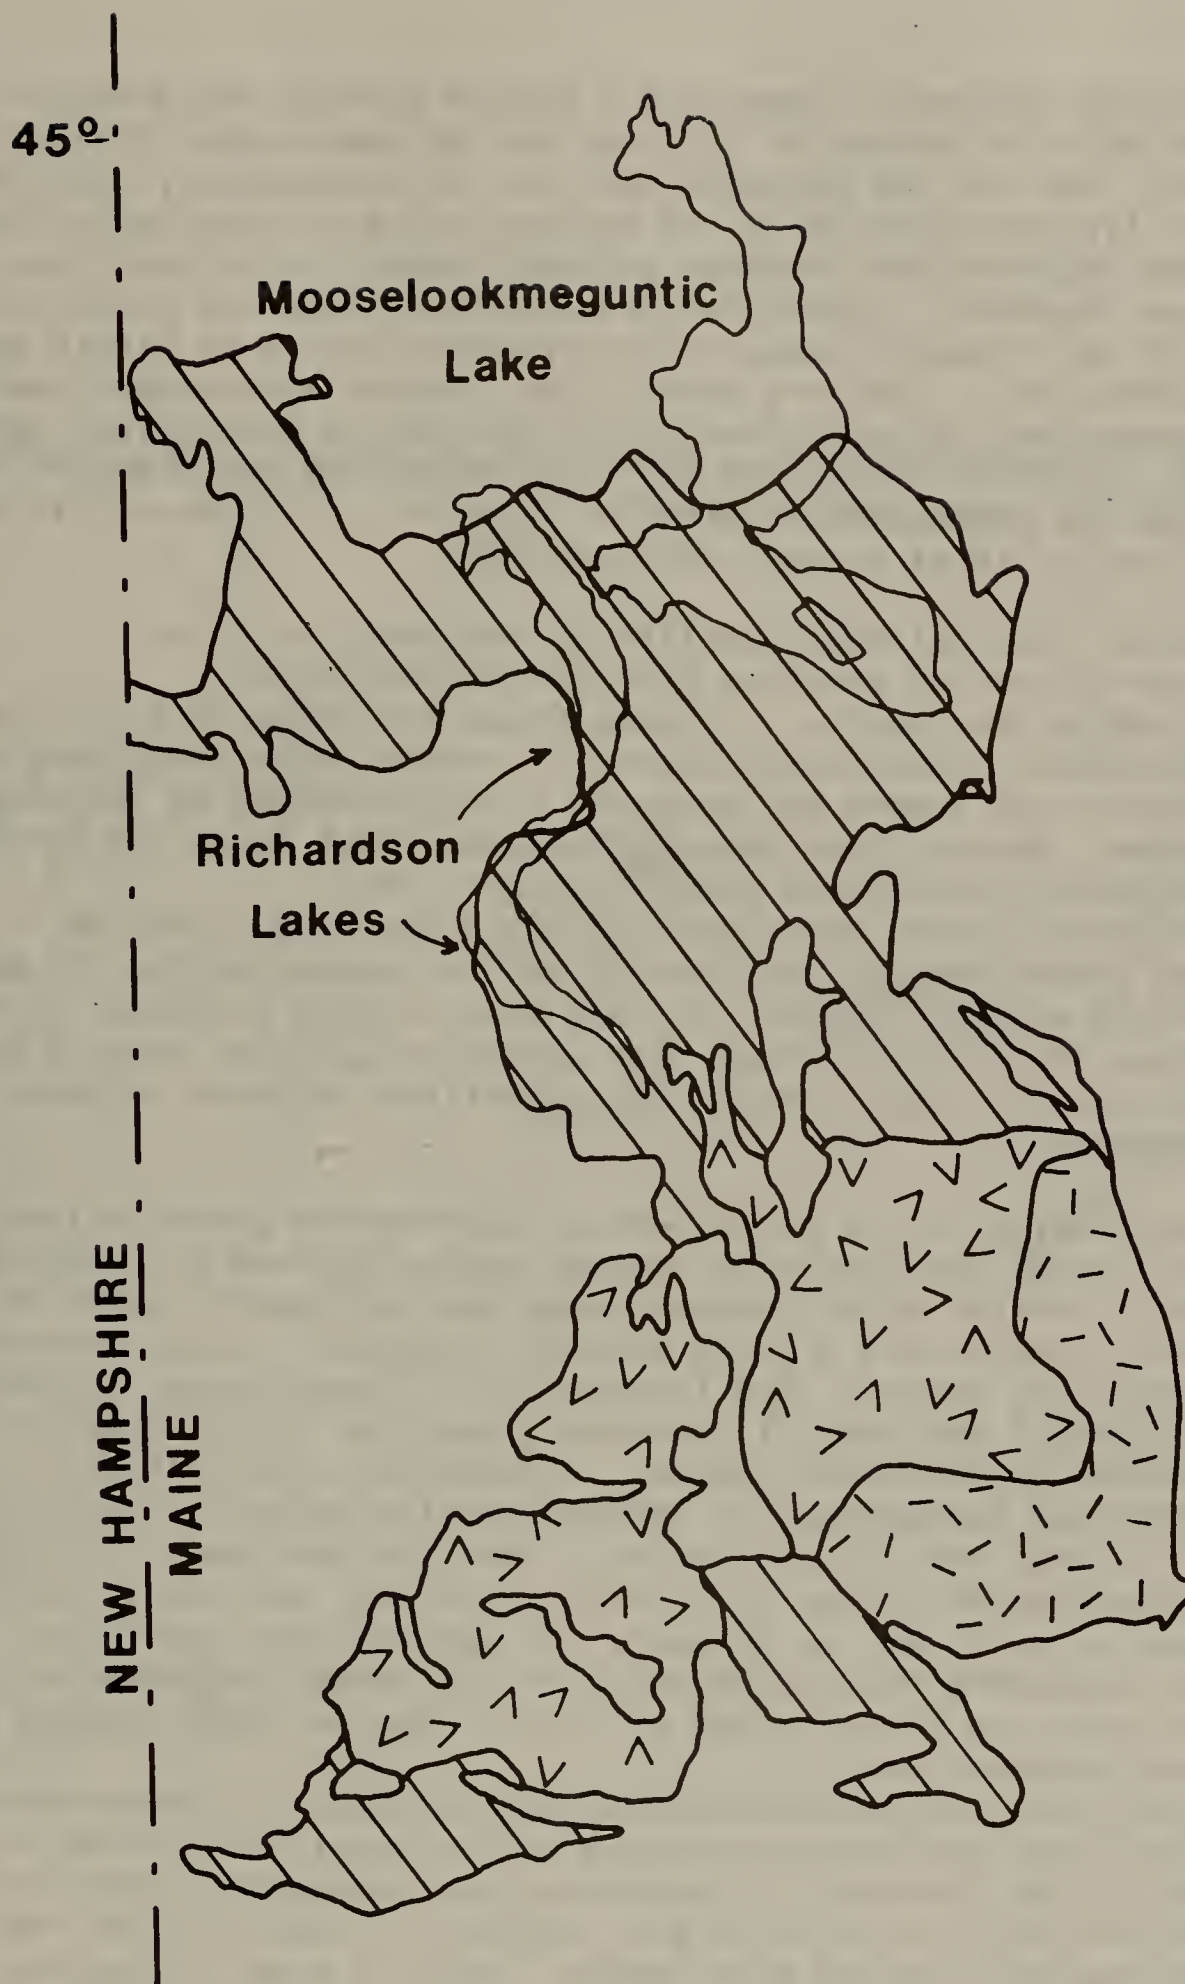 45º
Mooselookmeguntic
Lake
Richardson
Lakes
NEW HAMPSHIRE
MAINE